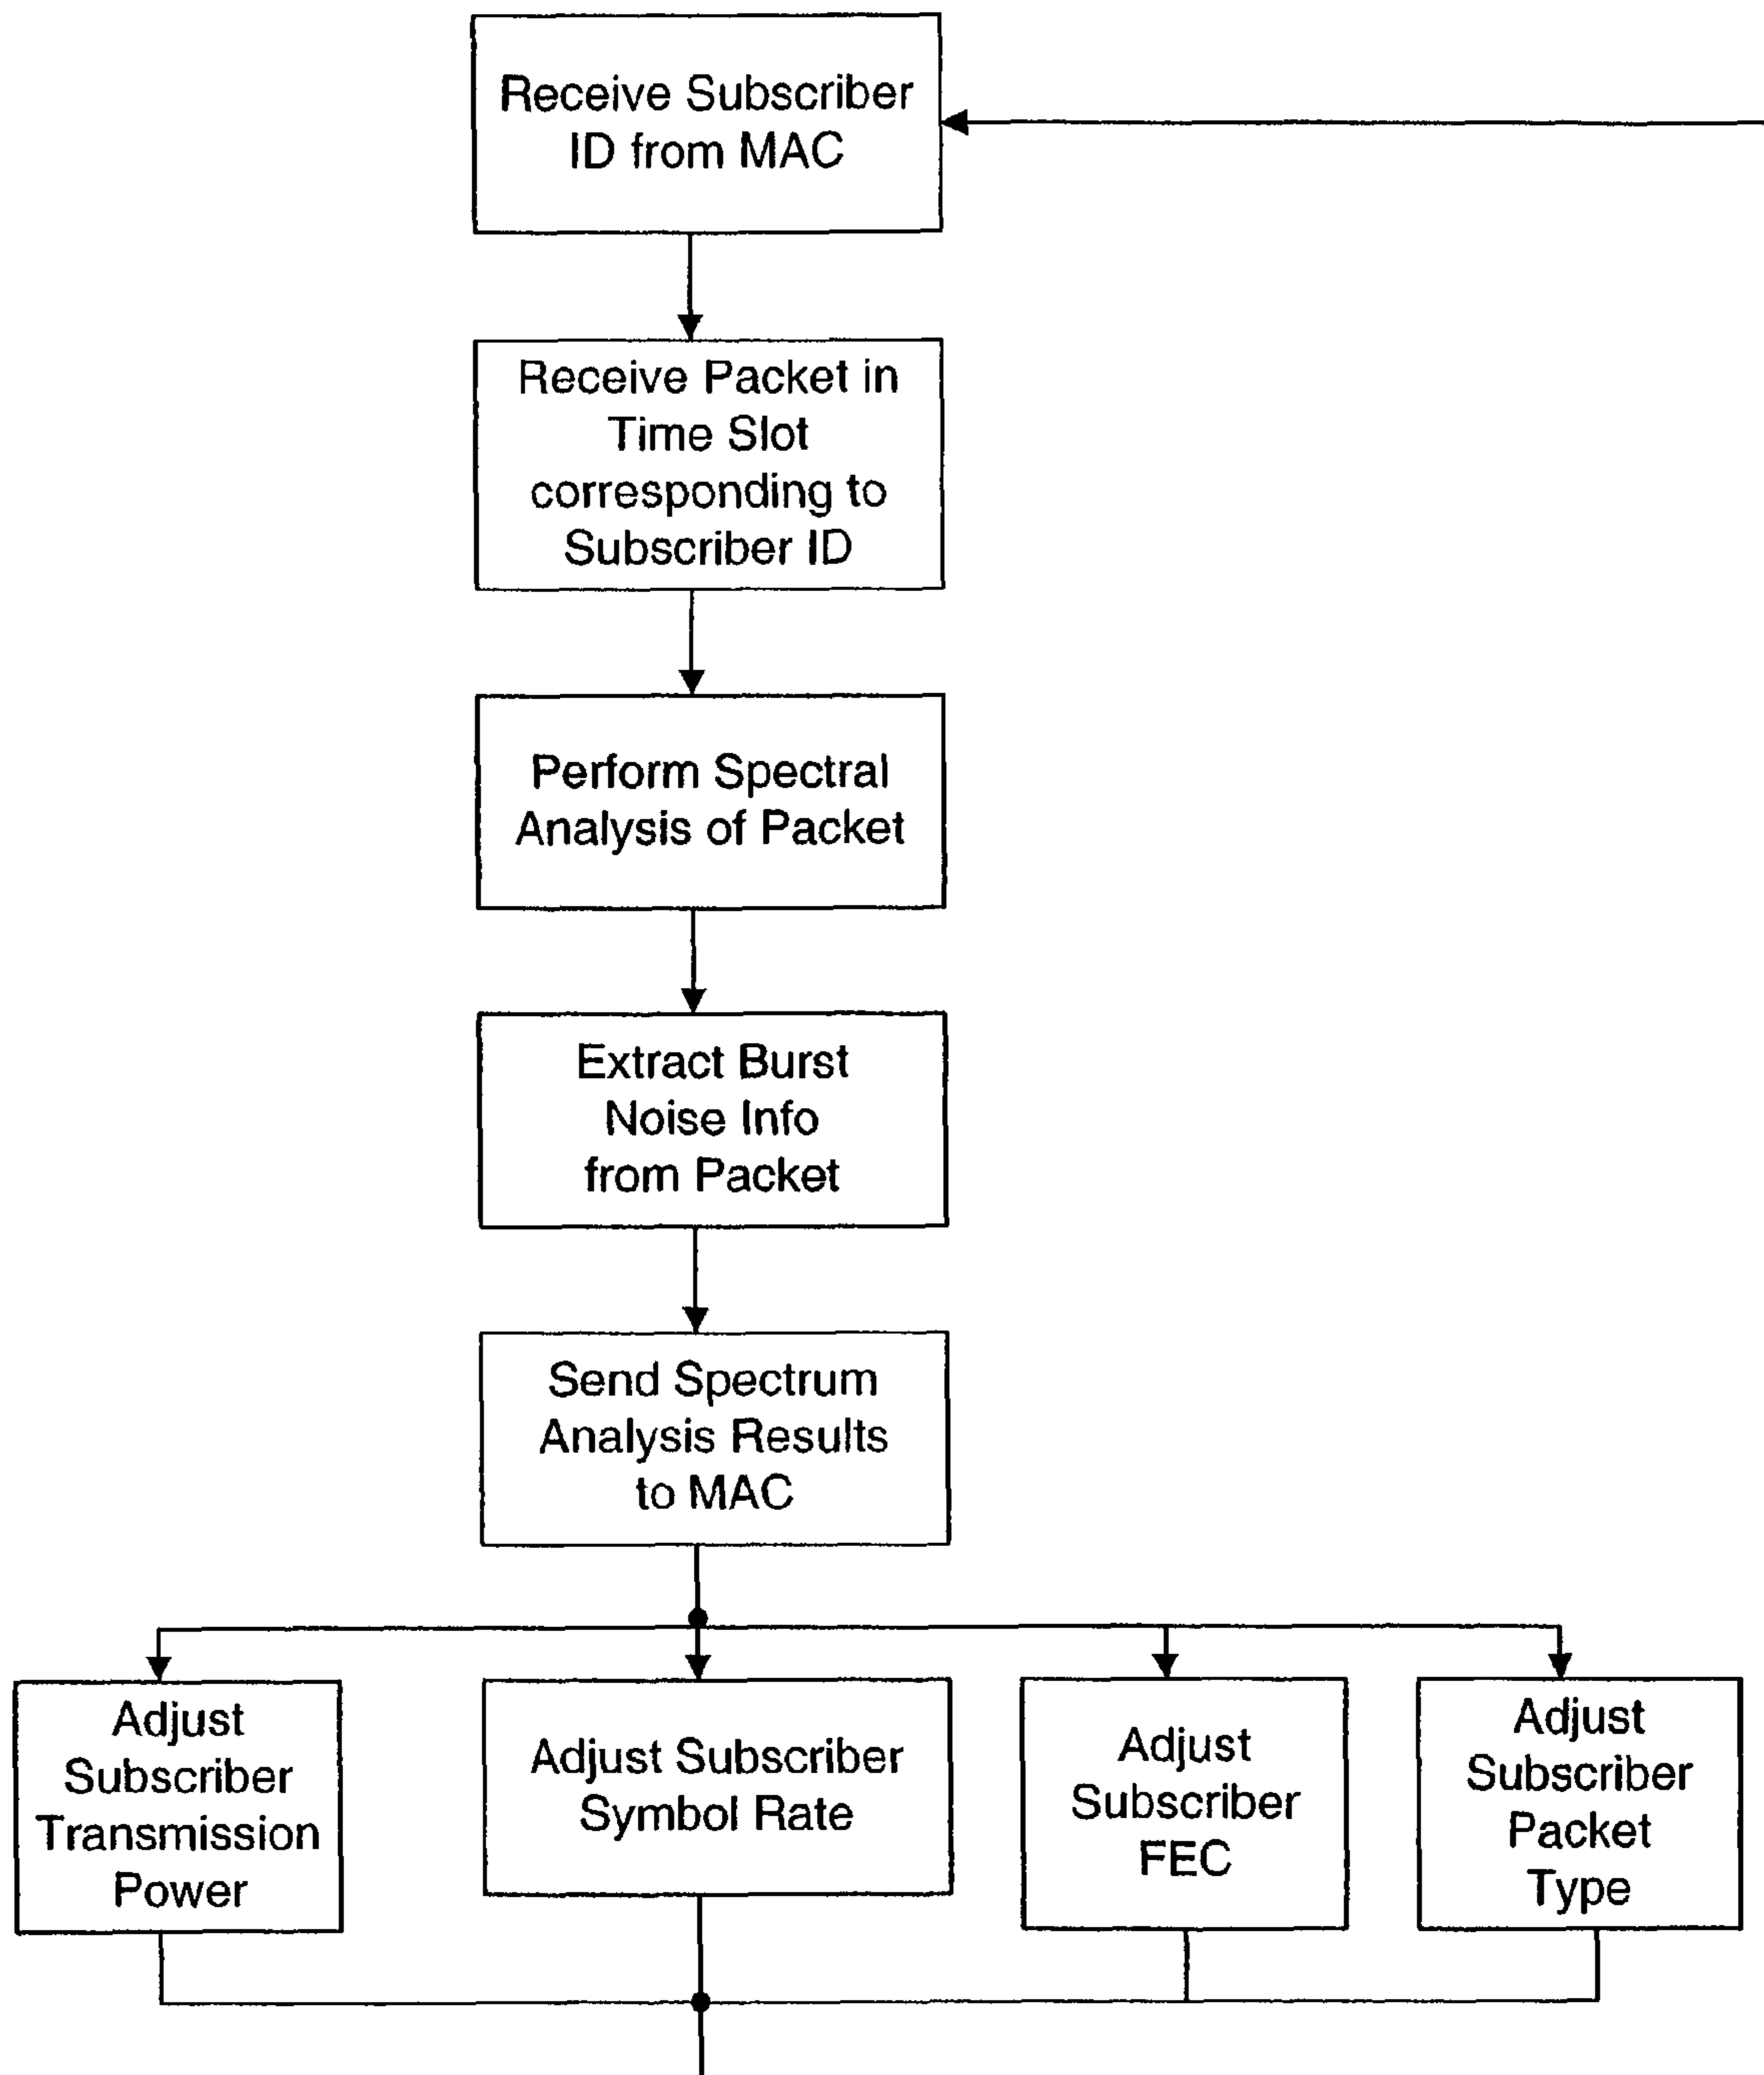 Receive Subscriber
ID from MAC
Receive Packet in
Time Slot
corresponding to
Subscriber ID
Perform Spectral
Analysis of Packet
Extract Burst
Noise Info
from Packet
Send Spectrum
Analysis Results
to MAC
Adjust
Subscriber
Transmission
Power
Adjust Subscriber
Symbol Rate
Adjust
Subscriber
FEC
Adjust
Subscriber
Packet
Type